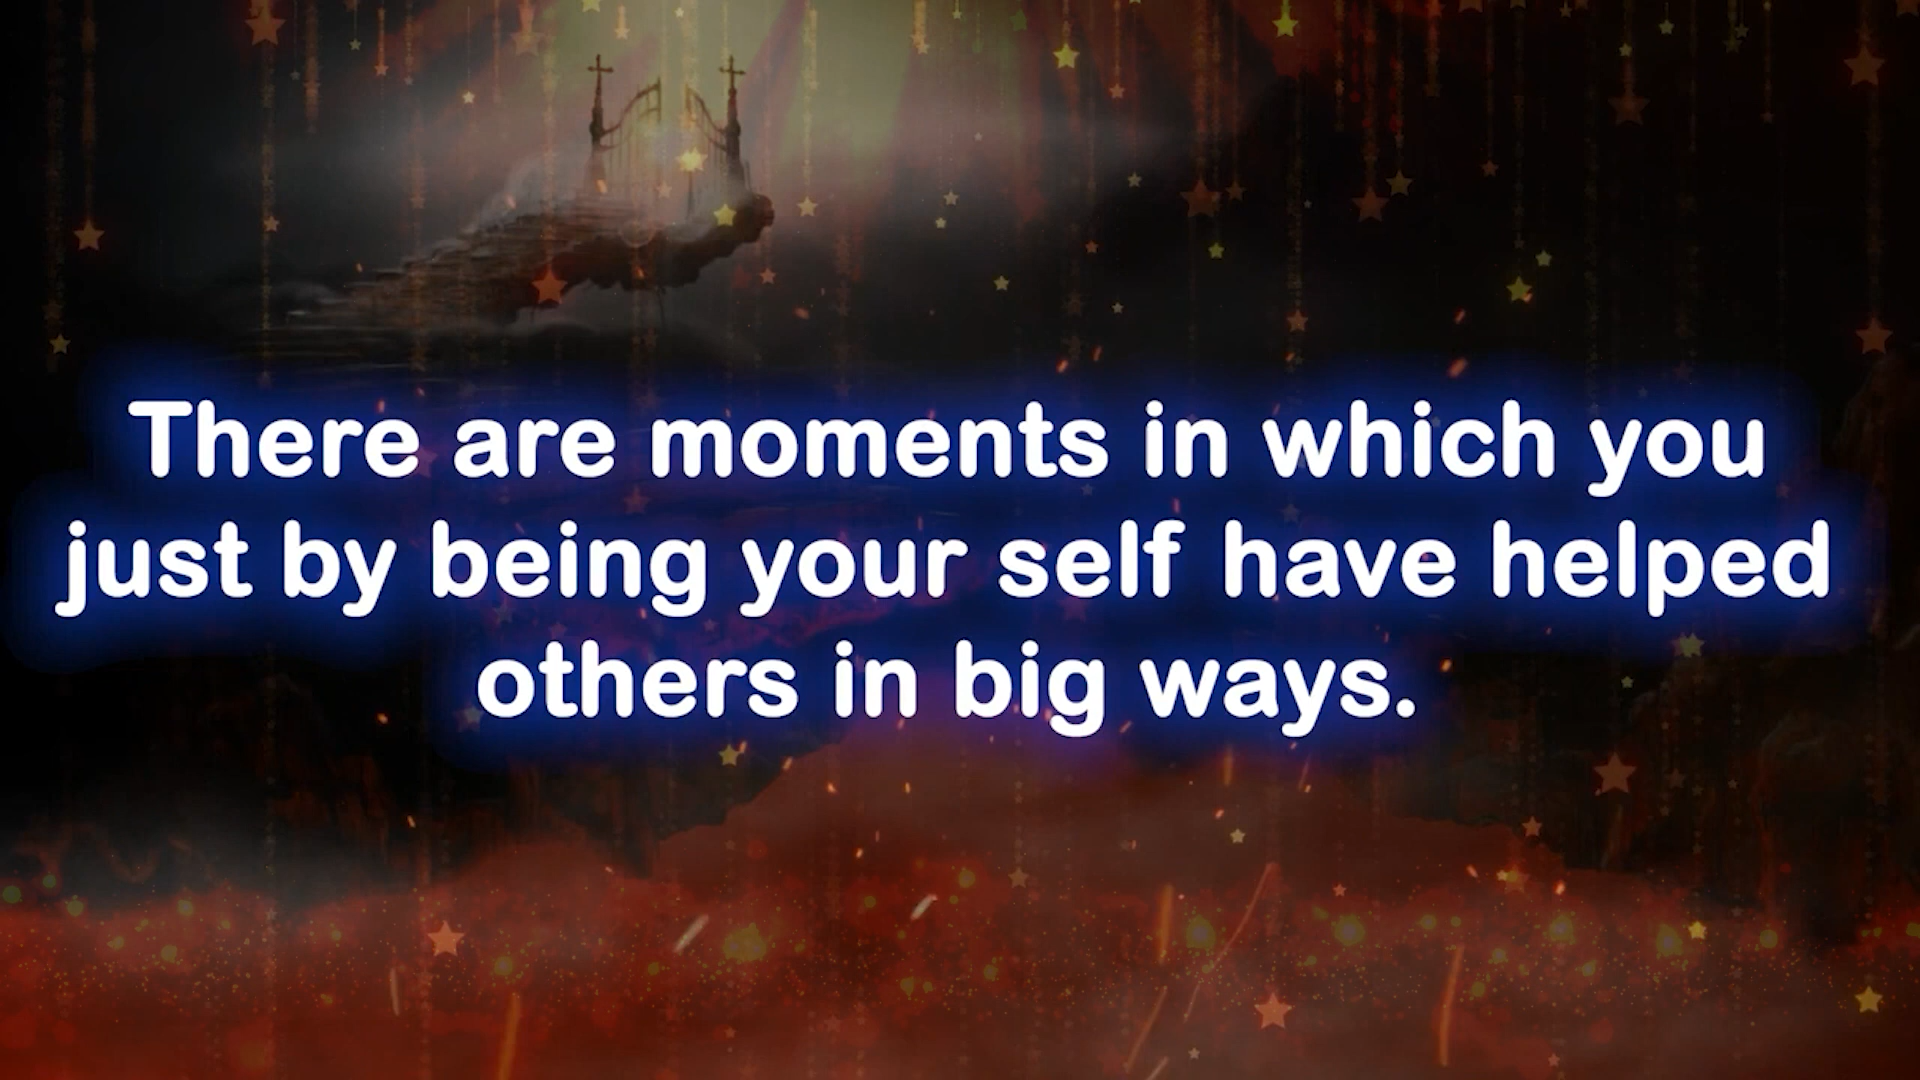 There are moments in which you
just by being your self have helped
others in big ways.